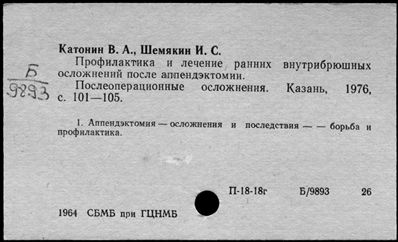 Катонин В. А., Шемякин И. С.
Профилактика и лечение ранних внутрибрюшных
осложнений после аппендэктомии.
Послеоперационные осложнения. Казань, 1976,
с. 101—105.
Б
9893
1. Аппендэктомия — осложнения и последствия — — борьба и
профилактика.
П-18-18г Б/9893 26
1964 СБМБ при ГЦНМБ